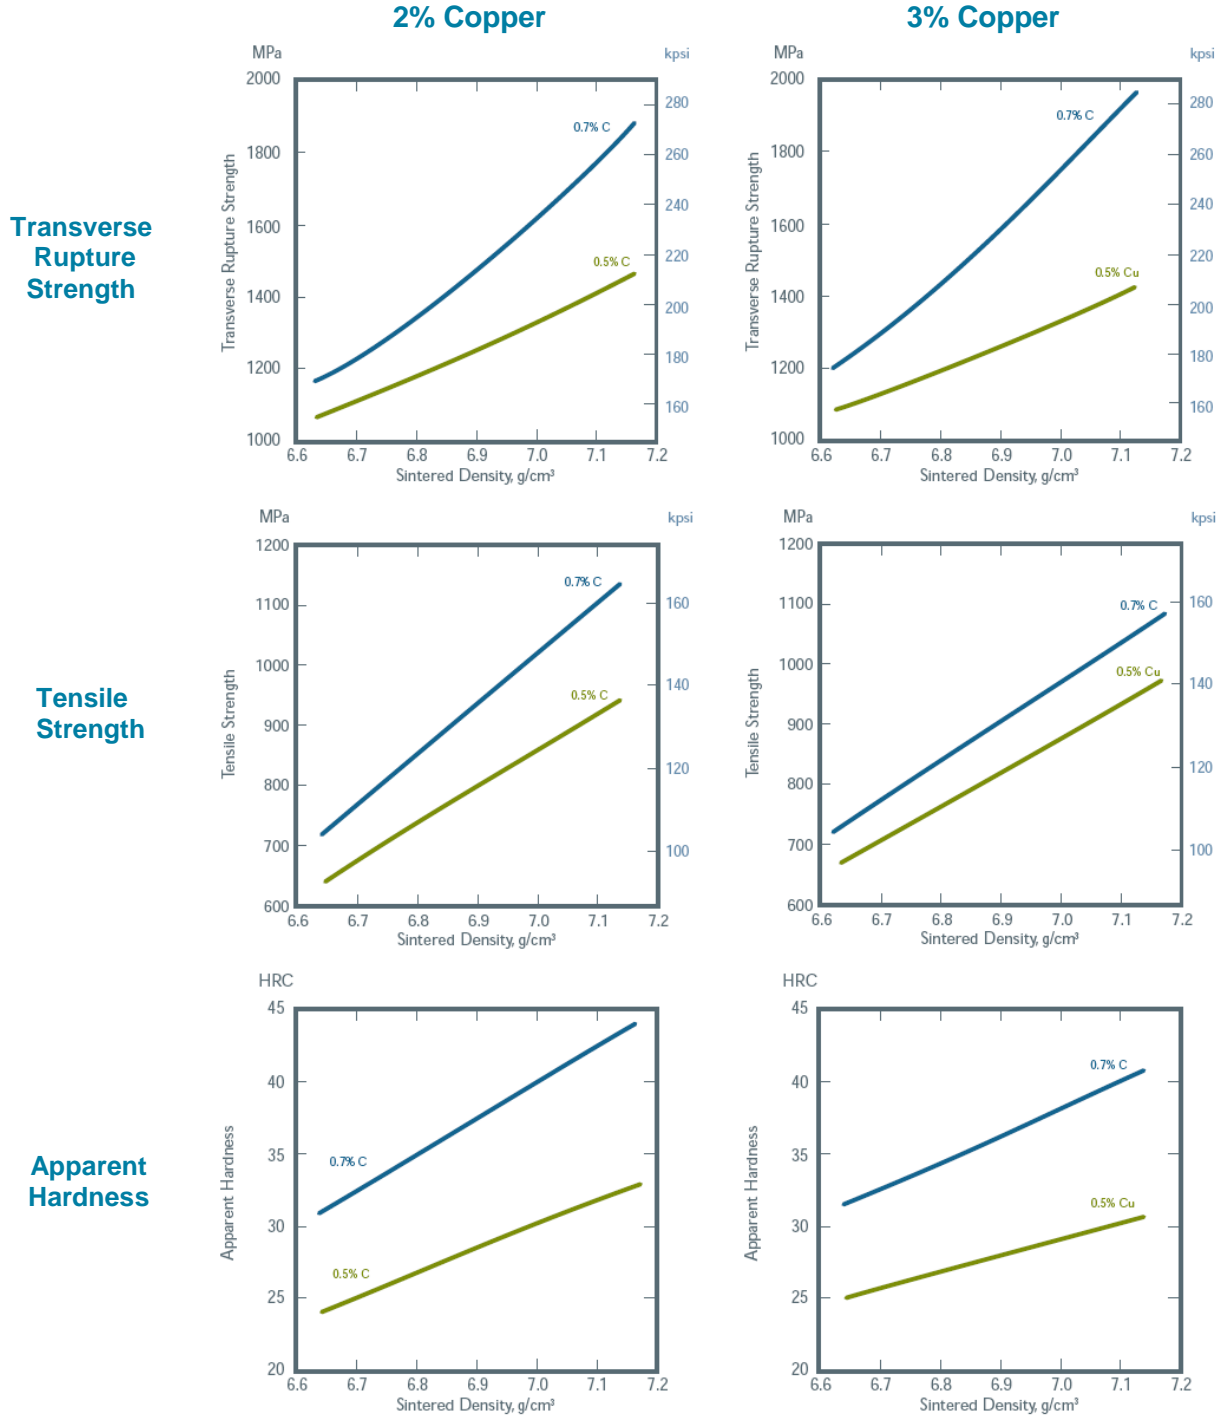 2% Copper
3% Copper
Transverse
Rupture
Strength
MPa
kpsi
2000
1800
1600
1400
1200
1000
280
260
240
220
200
180
160
0.7% C
0.5% C
Transverse Rupture Strength
6.6 6.7 6.8 6.9 7.0 7.1 7.2
Sintered Density, g/cm³
MPa
kpsi
2000
1800
1600
1400
1200
1000
280
260
240
220
200
180
160
0.7% C
0.5% Cu
Transverse Rupture Strength
6.6 6.7 6.8 6.9 7.0 7.1 7.2
Sintered Density, g/cm³
Tensile
Strength
MPa
kpsi
1200
1100
1000
900
800
700
600
160
140
120
100
0.7% C
0.5% C
Tensile Strength
6.6 6.7 6.8 6.9 7.0 7.1 7.2
Sintered Density, g/cm³
MPa
kpsi
1200
1100
1000
900
800
700
600
160
140
120
100
0.7% C
0.5% Cu
Tensile Strength
6.6 6.7 6.8 6.9 7.0 7.1 7.2
Sintered Density, g/cm³
Apparent
Hardness
HRC
45
40
35
30
25
20
0.7% C
0.5% C
Apparent Hardness
6.6 6.7 6.8 6.9 7.0 7.1 7.2
Sintered Density, g/cm³
HRC
45
40
35
30
25
20
0.7% C
0.5% Cu
Apparent Hardness
6.6 6.7 6.8 6.9 7.0 7.1 7.2
Sintered Density, g/cm³